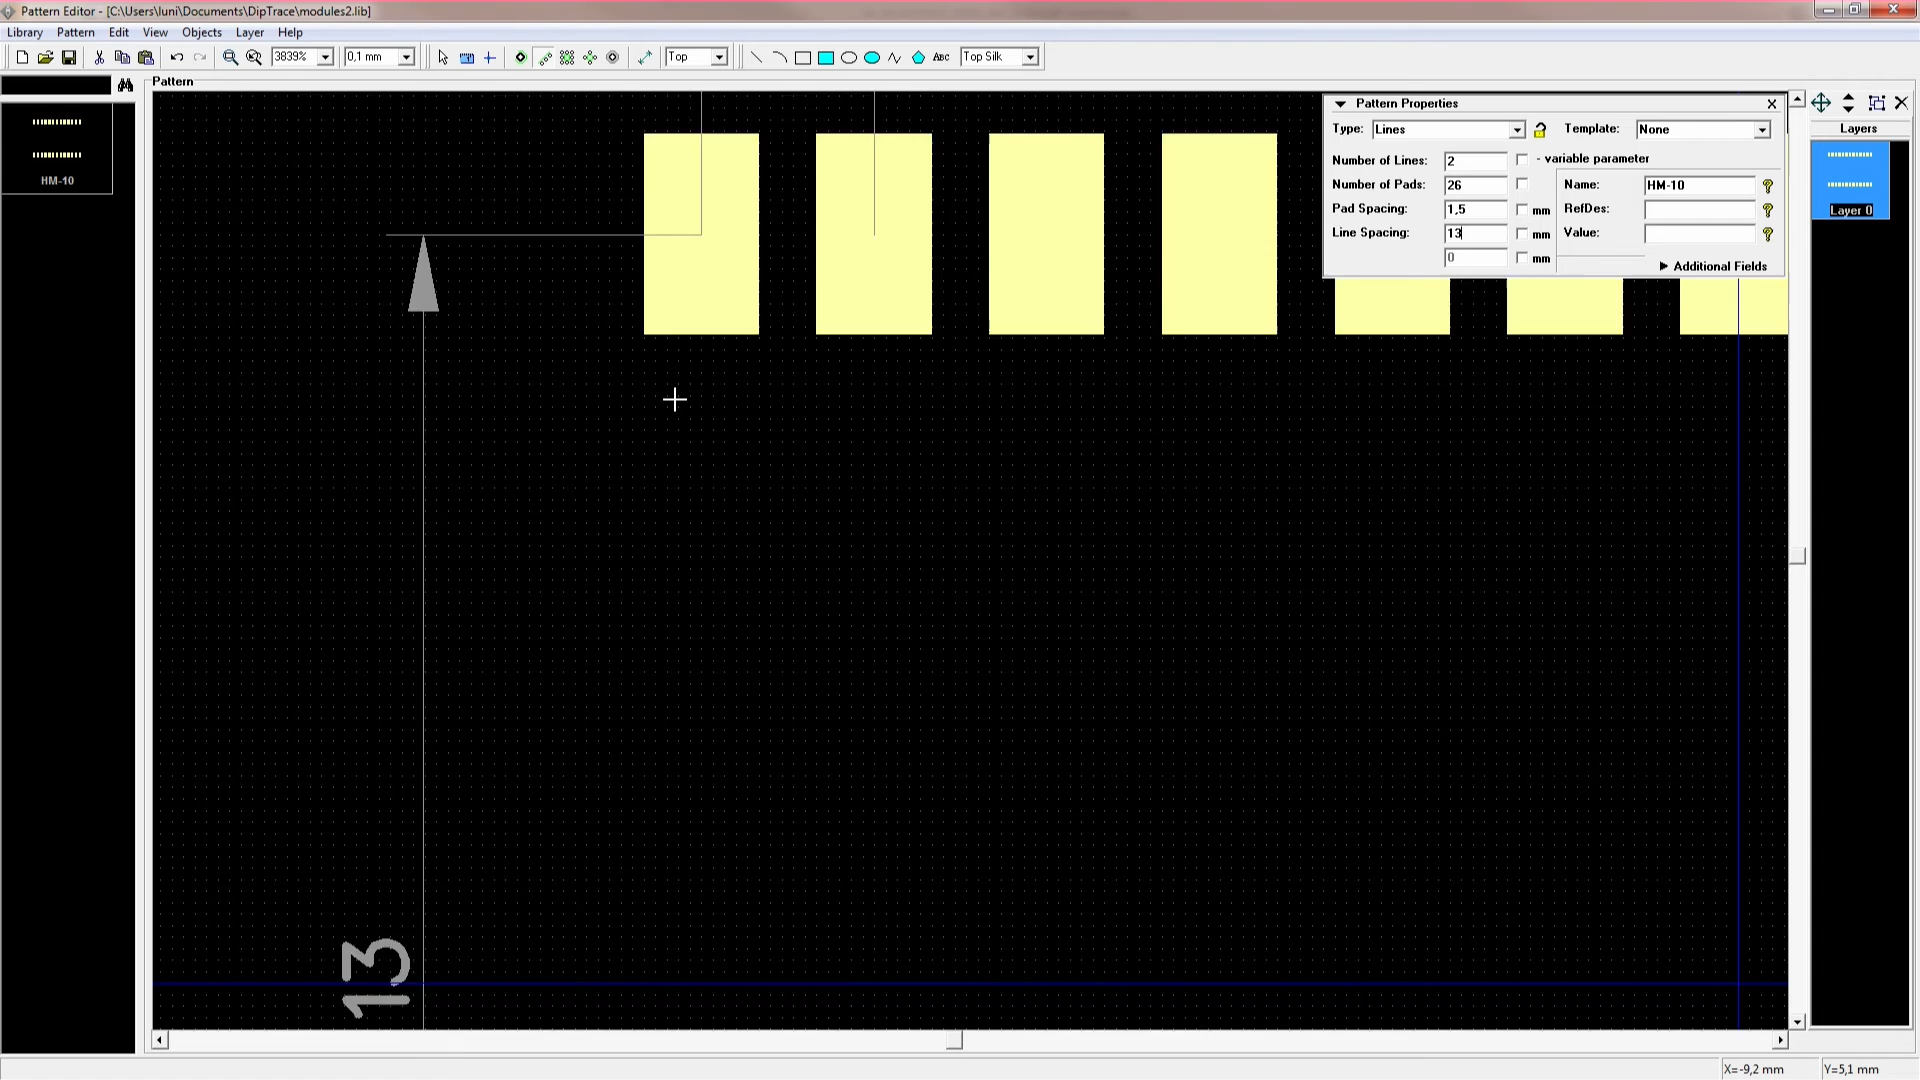 Pattern Editor - [C:\Users\luni\Documents\DipTrace\modules2.lib]
Library Pattern Edit View Objects Layer Help
3839% 0,1 mm Top Abc Top Silk
Pattern
HM-10
Pattern Properties
Type: Lines Template: None
Number of Lines: 2 - variable parameter
Number of Pads: 26 Name: HM-10
Pad Spacing: 1,5 mm RefDes:
Line Spacing: 13 mm Value:
0 mm Additional Fields
Layers
Layer 0
13
X=-9,2 mm Y=5,1 mm